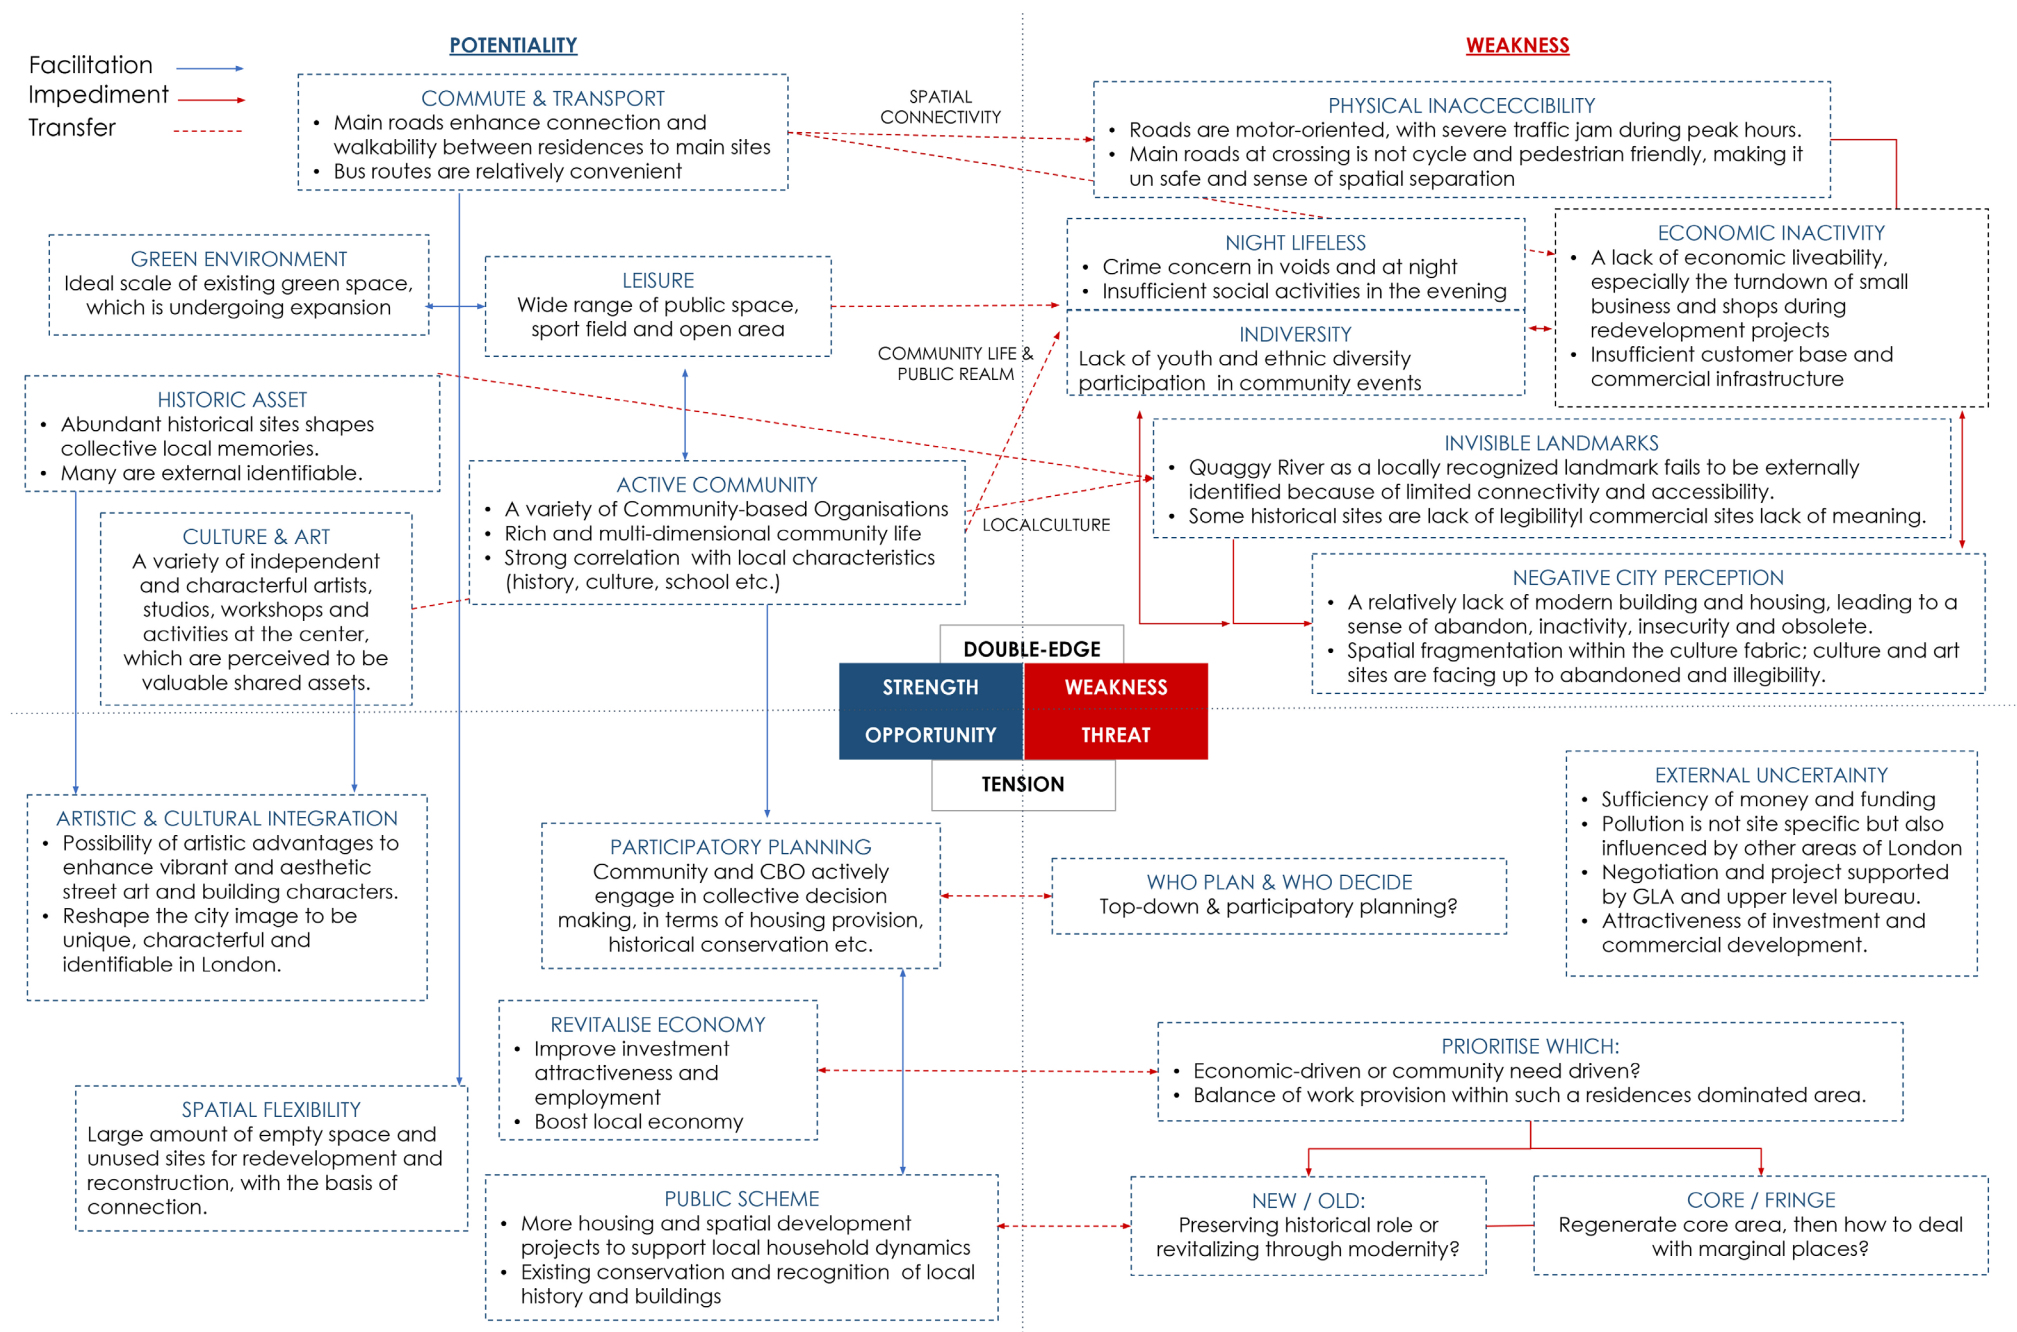 POTENTIALITY
WEAKNESS
Facilitation
Impediment
Transfer
COMMUTE & TRANSPORT
• Main roads enhance connection and
walkability between residences to main sites
• Bus routes are relatively convenient
SPATIAL
CONNECTIVITY
PHYSICAL INACCECCIBILITY
• Roads are motor-oriented, with severe traffic jam during peak hours.
• Main roads at crossing is not cycle and pedestrian friendly, making it
un safe and sense of spatial separation
GREEN ENVIRONMENT
Ideal scale of existing green space,
which is undergoing expansion
LEISURE
Wide range of public space,
sport field and open area
NIGHT LIFELESS
• Crime concern in voids and at night
• Insufficient social activities in the evening
INDIVERSITY
Lack of youth and ethnic diversity
participation in community events
ECONOMIC INACTIVITY
• A lack of economic liveability,
especially the turndown of small
business and shops during
redevelopment projects
• Insufficient customer base and
commercial infrastructure
COMMUNITY LIFE &
PUBLIC REALM
HISTORIC ASSET
• Abundant historical sites shapes
collective local memories.
• Many are external identifiable.
ACTIVE COMMUNITY
• A variety of Community-based Organisations
• Rich and multi-dimensional community life
• Strong correlation with local characteristics
(history, culture, school etc.)
LOCALCULTURE
INVISIBLE LANDMARKS
• Quaggy River as a locally recognized landmark fails to be externally
identified because of limited connectivity and accessibility.
• Some historical sites are lack of legibilityl commercial sites lack of meaning.
CULTURE & ART
A variety of independent
and characterful artists,
studios, workshops and
activities at the center,
which are perceived to be
valuable shared assets.
NEGATIVE CITY PERCEPTION
• A relatively lack of modern building and housing, leading to a
sense of abandon, inactivity, insecurity and obsolete.
• Spatial fragmentation within the culture fabric; culture and art
sites are facing up to abandoned and illegibility.
DOUBLE-EDGE
STRENGTH
WEAKNESS
OPPORTUNITY
THREAT
TENSION
ARTISTIC & CULTURAL INTEGRATION
• Possibility of artistic advantages to
enhance vibrant and aesthetic
street art and building characters.
• Reshape the city image to be
unique, characterful and
identifiable in London.
PARTICIPATORY PLANNING
Community and CBO actively
engage in collective decision
making, in terms of housing provision,
historical conservation etc.
WHO PLAN & WHO DECIDE
Top-down & participatory planning?
EXTERNAL UNCERTAINTY
• Sufficiency of money and funding
• Pollution is not site specific but also
influenced by other areas of London
• Negotiation and project supported
by GLA and upper level bureau.
• Attractiveness of investment and
commercial development.
REVITALISE ECONOMY
• Improve investment
attractiveness and
employment
• Boost local economy
PRIORITISE WHICH:
• Economic-driven or community need driven?
• Balance of work provision within such a residences dominated area.
SPATIAL FLEXIBILITY
Large amount of empty space and
unused sites for redevelopment and
reconstruction, with the basis of
connection.
PUBLIC SCHEME
• More housing and spatial development
projects to support local household dynamics
• Existing conservation and recognition of local
history and buildings
NEW / OLD:
Preserving historical role or
revitalizing through modernity?
CORE / FRINGE
Regenerate core area, then how to deal
with marginal places?